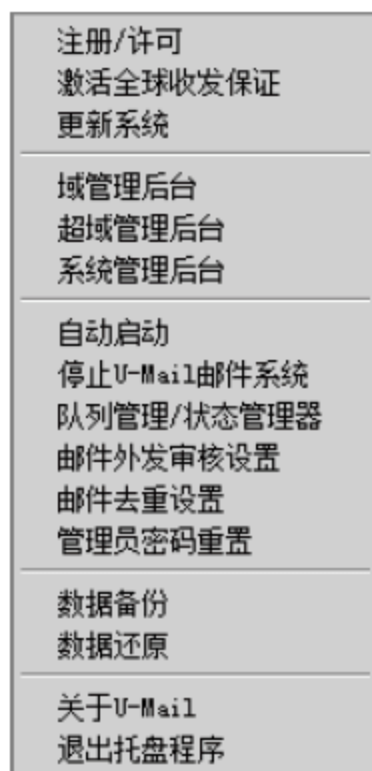 注册/许可
激活全球收发保证
更新系统
域管理后台
超域管理后台
系统管理后台
自动启动
停止U-Mail邮件系统
队列管理/状态管理器
邮件外发审核设置
邮件去重设置
管理员密码重置
数据备份
数据还原
关于U-Mail
退出托盘程序